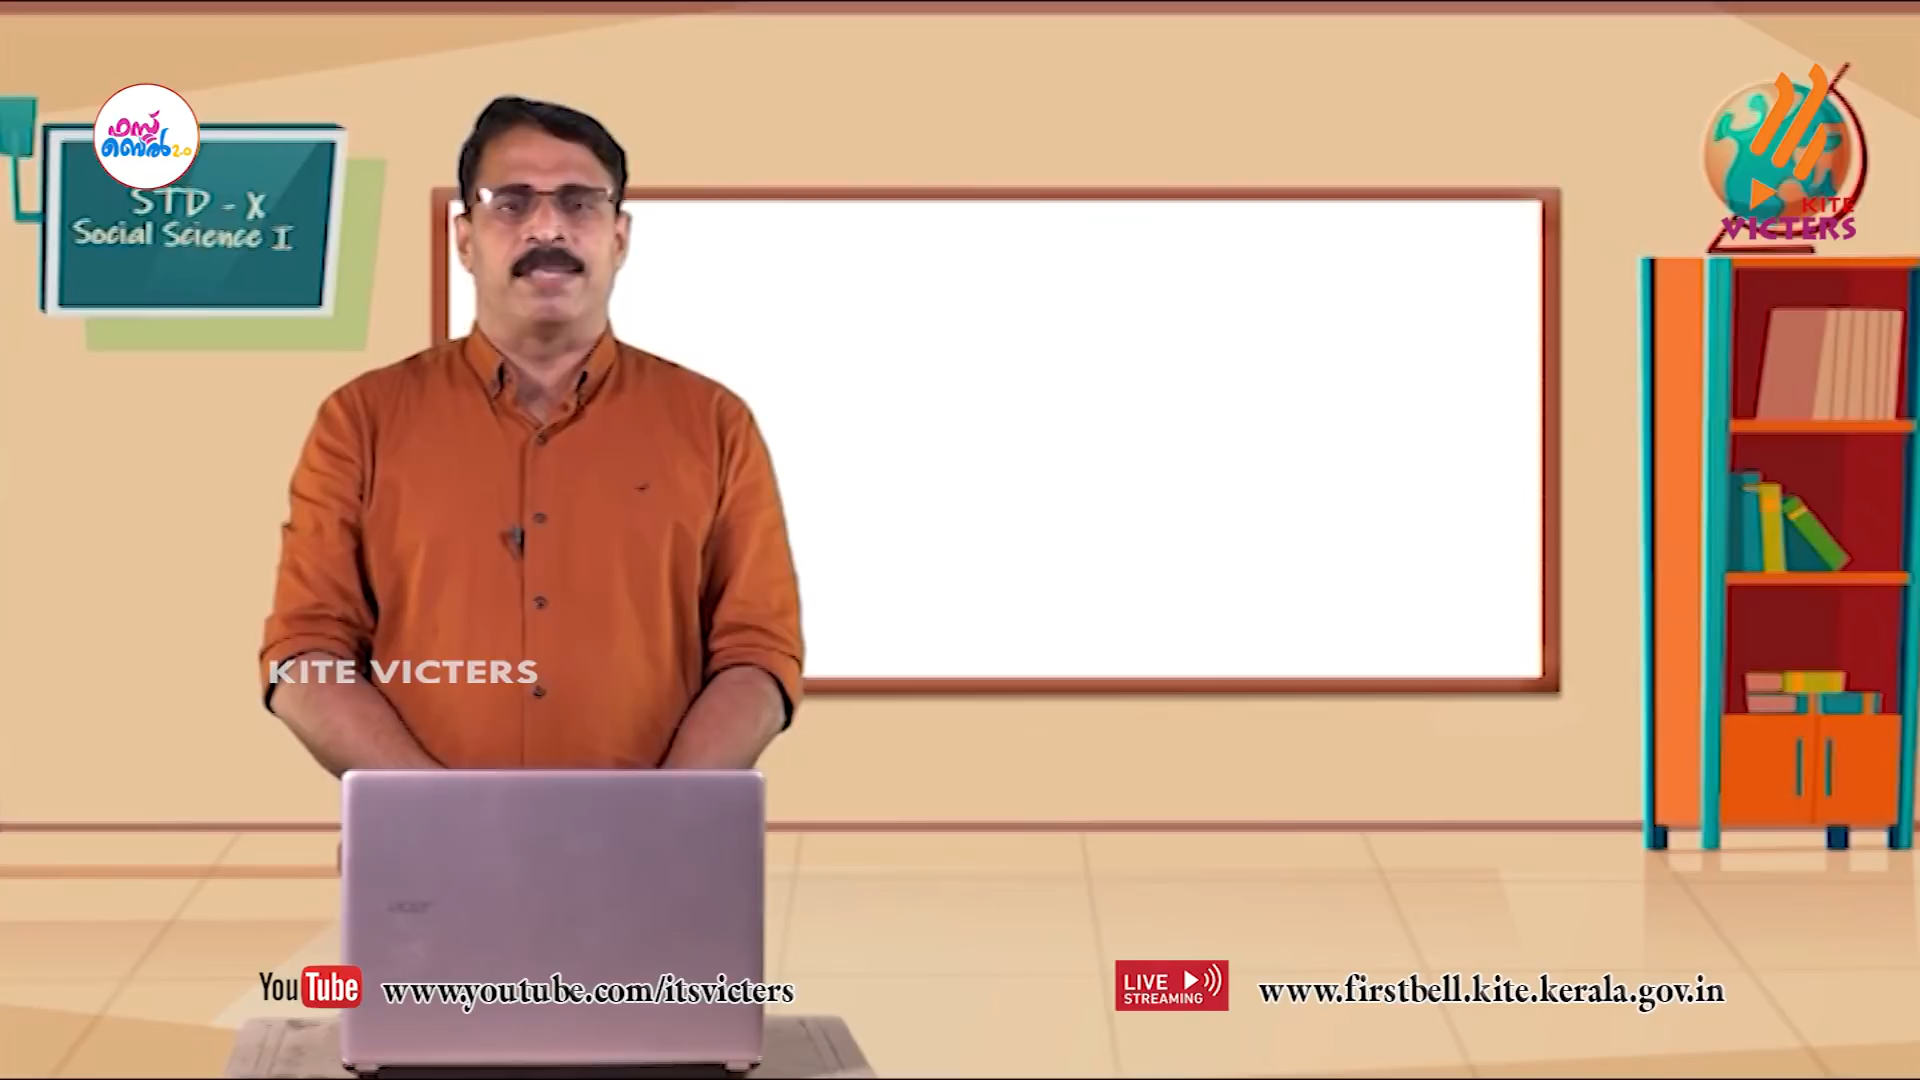 ഫസ്റ്റ്
ബെൽ 2.0
STD - X
Social Science I
KITE
VICTERS
KITE VICTERS
acer
YouTube www.youtube.com/itsvicters
LIVE
STREAMING
www.firstbell.kite.kerala.gov.in